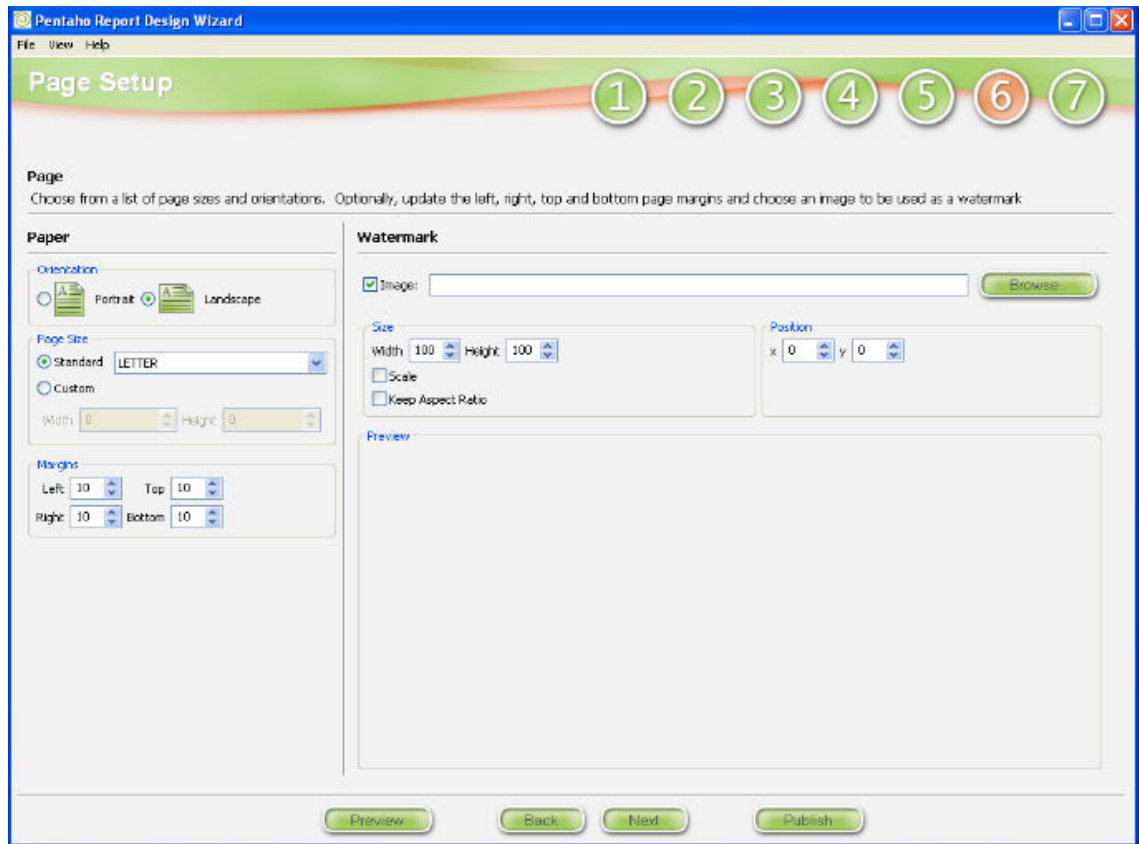 Pentaho Report Design Wizard
File View Help
Page Setup
1 2 3 4 5 6 7
Page
Choose from a list of page sizes and orientations. Optionally, update the left, right, top and bottom page margins and choose an image to be used as a watermark
Paper
Orientation
Portrait Landscape
Page Size
Standard LETTER
Custom
Width 0 Height 0
Margins
Left 10 Top 10
Right 10 Bottom 10
Watermark
Image: Browse...
Size
Width 100 Height 100
Scale
Keep Aspect Ratio
Position
x 0 y 0
Preview
Preview Back Next Publish